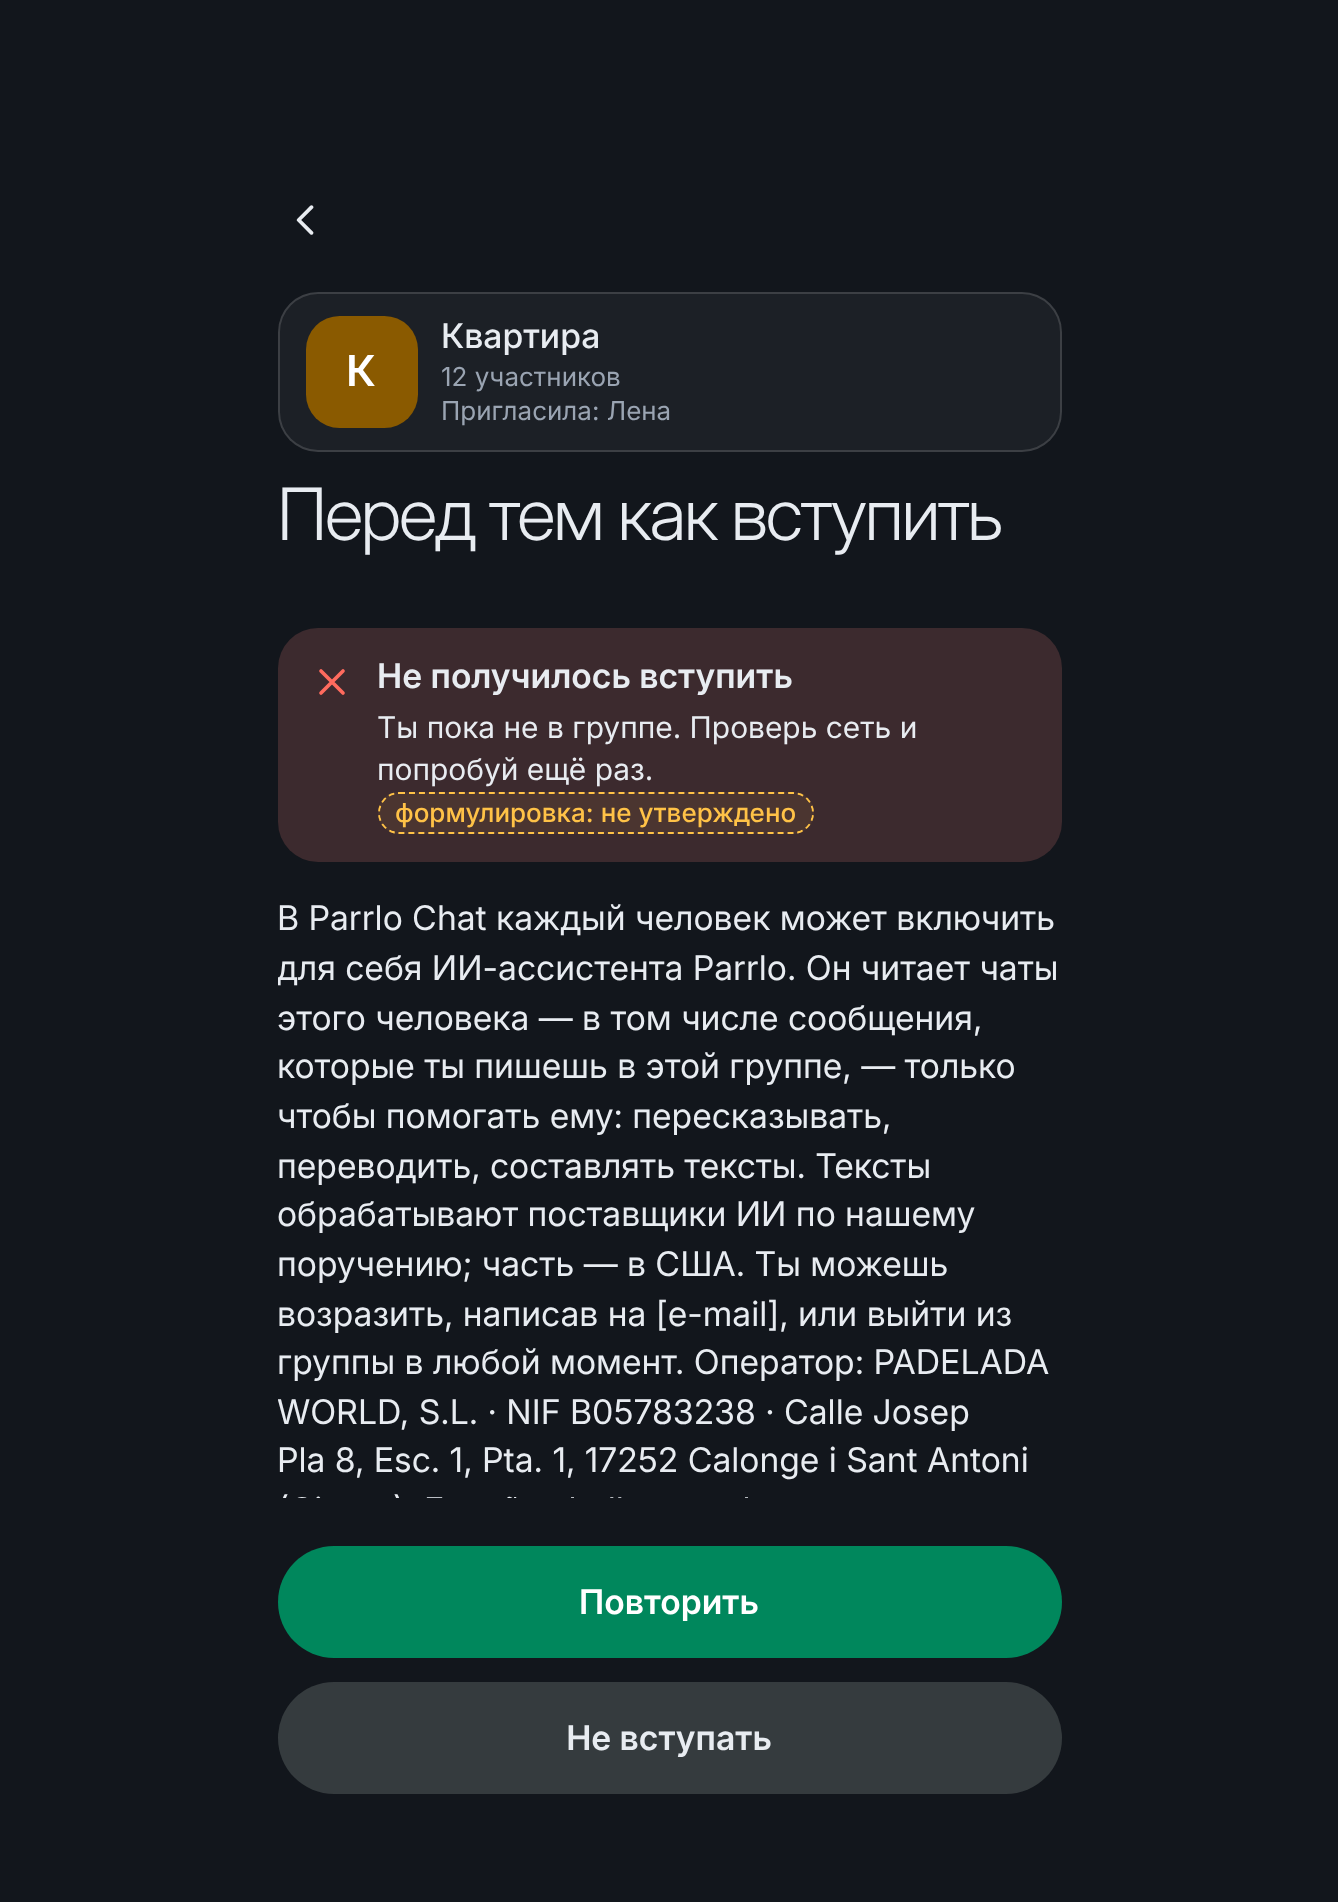 К
Квартира
12 участников
Пригласила: Лена
Перед тем как вступить
Не получилось вступить
Ты пока не в группе. Проверь сеть и
попробуй ещё раз.
формулировка: не утверждено
В Parrlo Chat каждый человек может включить
для себя ИИ-ассистента Parrlo. Он читает чаты
этого человека — в том числе сообщения,
которые ты пишешь в этой группе, — только
чтобы помогать ему: пересказывать,
переводить, составлять тексты. Тексты
обрабатывают поставщики ИИ по нашему
поручению; часть — в США. Ты можешь
возразить, написав на [e-mail], или выйти из
группы в любой момент. Оператор: PADELADA
WORLD, S.L. · NIF B05783238 · Calle Josep
Pla 8, Esc. 1, Pta. 1, 17252 Calonge i Sant Antoni
Повторить
Не вступать